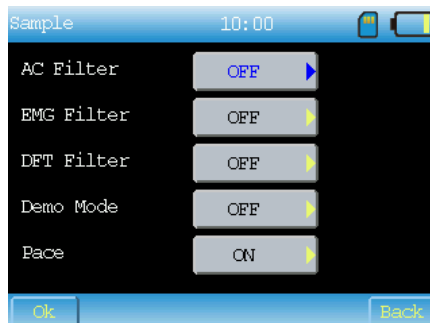 Sample 10:00
AC Filter OFF
EMG Filter OFF
DFT Filter OFF
Demo Mode OFF
Pace ON
Ok Back